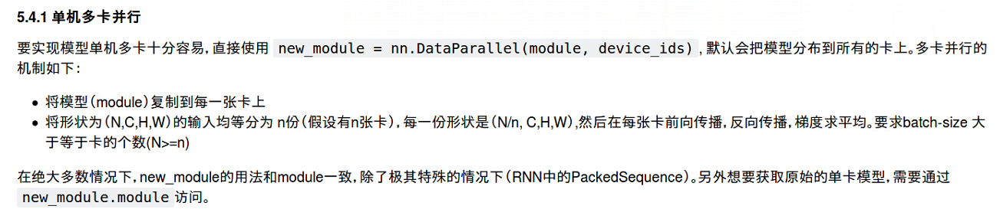 5.4.1 单机多卡并行
要实现模型单机多卡十分容易，直接使用 new_module = nn.DataParallel(module, device_ids) , 默认会把模型分布到所有的卡上。多卡并行的
机制如下：
• 将模型（module）复制到每一张卡上
• 将形状为（N,C,H,W）的输入均等分为 n份（假设有n张卡），每一份形状是（N/n, C,H,W）,然后在每张卡前向传播，反向传播，梯度求平均。要求batch-size 大
于等于卡的个数(N>=n)
在绝大多数情况下，new_module的用法和module一致，除了极其特殊的情况下（RNN中的PackedSequence）。另外想要获取原始的单卡模型，需要通过
new_module.module 访问。